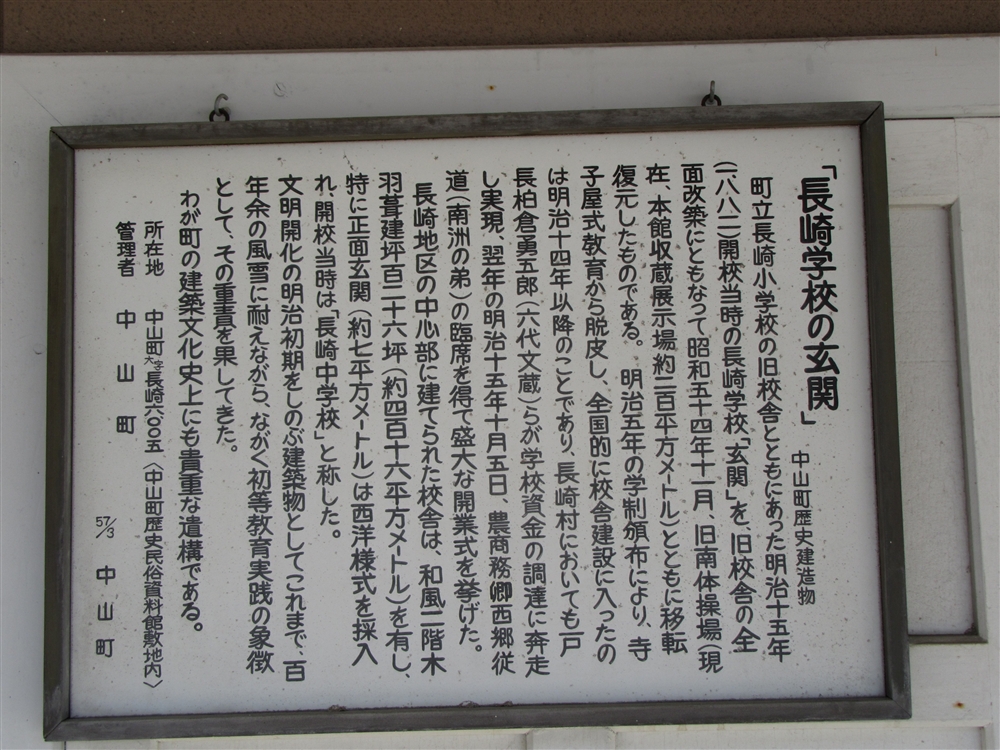 「長崎学校の玄関」
中山町歴史建造物
町立長崎小学校の旧校舎とともにあった明治十五年
(一八八二)開校当時の長崎学校「玄関」を、旧校舎の全
面改築にともなって昭和五十四年十一月、旧南体操場(現
在、本館収蔵展示場約二百平方メートル)とともに移転
復元したものである。 明治五年の学制頒布により、寺
子屋式教育から脱皮し、全国的に校舎建設に入ったの
は明治十四年以降のことであり、長崎村においても戸
長柏倉勇五郎(六代文蔵)らが学校資金の調達に奔走
し実現、翌年の明治十五年十月五日、農商務卿西郷従
道(南洲の弟)の臨席を得て盛大な開業式を挙げた。
長崎地区の中心部に建てられた校舎は、和風二階木
羽葺建坪百二十六坪(約四百十六平方メートル)を有し、
特に正面玄関(約七平方メートル)は西洋様式を採入
れ、開校当時は「長崎中学校」と称した。
文明開化の明治初期をしのぶ建築物としてこれまで、百
年余の風雪に耐えながら、ながく初等教育実践の象徴
として、その重責を果してきた。
わが町の建築文化史上にも貴重な遺構である。
所在地 中山町大字長崎六〇〇五〈中山町歴史民俗資料館敷地内〉
管理者 中山町
57/3 中山町